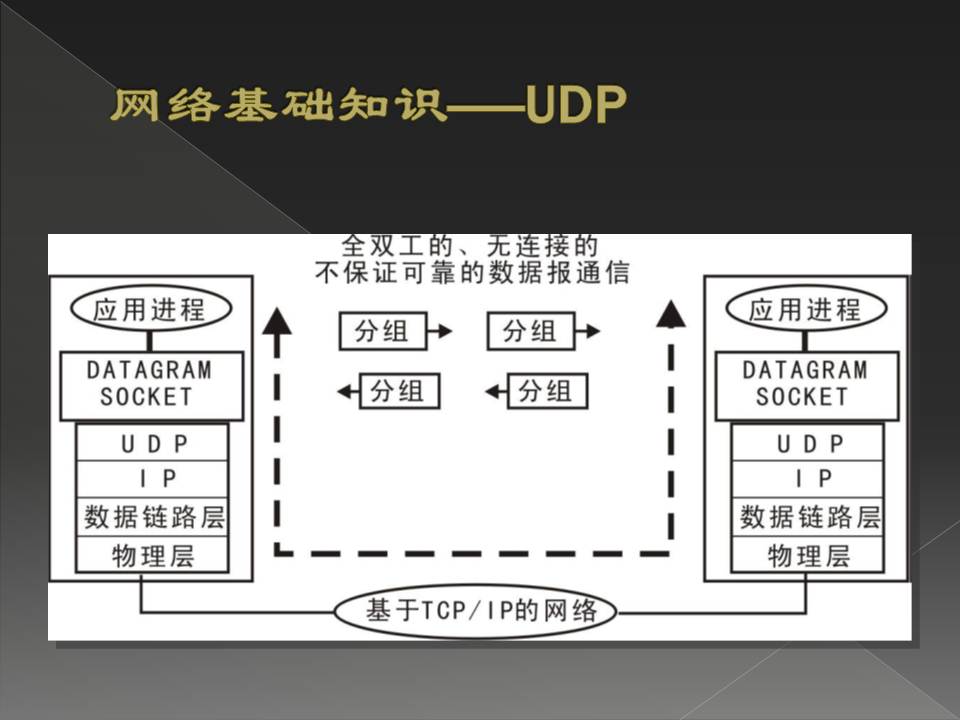 网络基础知识——UDP
全双工的、无连接的
不保证可靠的数据报通信
应用进程
DATAGRAM
SOCKET
UDP
IP
数据链路层
物理层
分组
分组
分组
分组
应用进程
DATAGRAM
SOCKET
UDP
IP
数据链路层
物理层
基于TCP/IP的网络